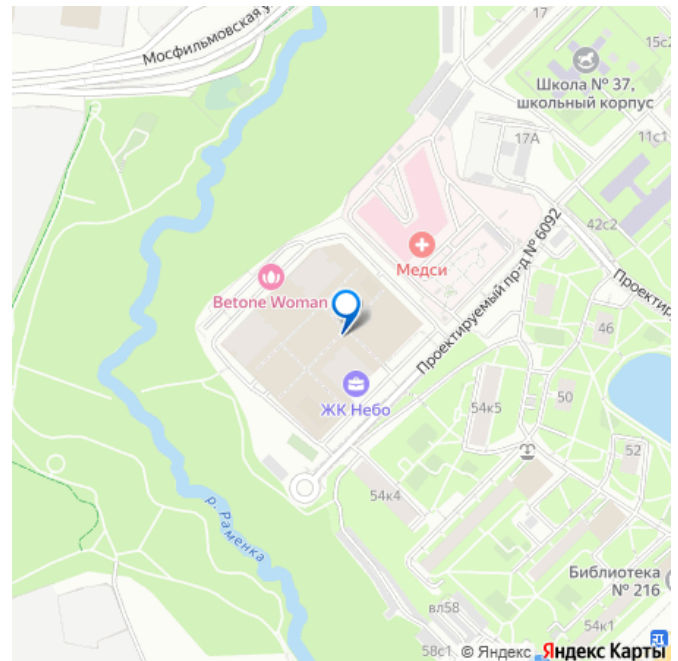 Мосфильмовская у
17
15с2
Школа № 37,
школьный корпус
17А
11с1
42с2
Медси
Проектируемый пр-д № 6092
Проектир
Betone Woman
46
ЖК Небо
54к5
50
52
54к4
р. Раменка
Библиотека
№ 216
вл58
54к1
58с1
© Яндекс Яндекс Карты